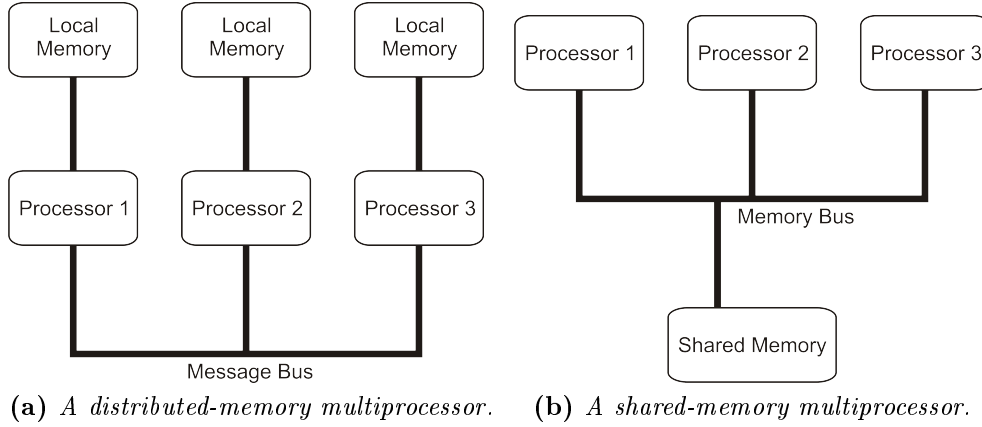 Local
Memory
Local
Memory
Local
Memory
Processor 1
Processor 2
Processor 3
Message Bus
(a) A distributed-memory multiprocessor.
Processor 1
Processor 2
Processor 3
Memory Bus
Shared Memory
(b) A shared-memory multiprocessor.